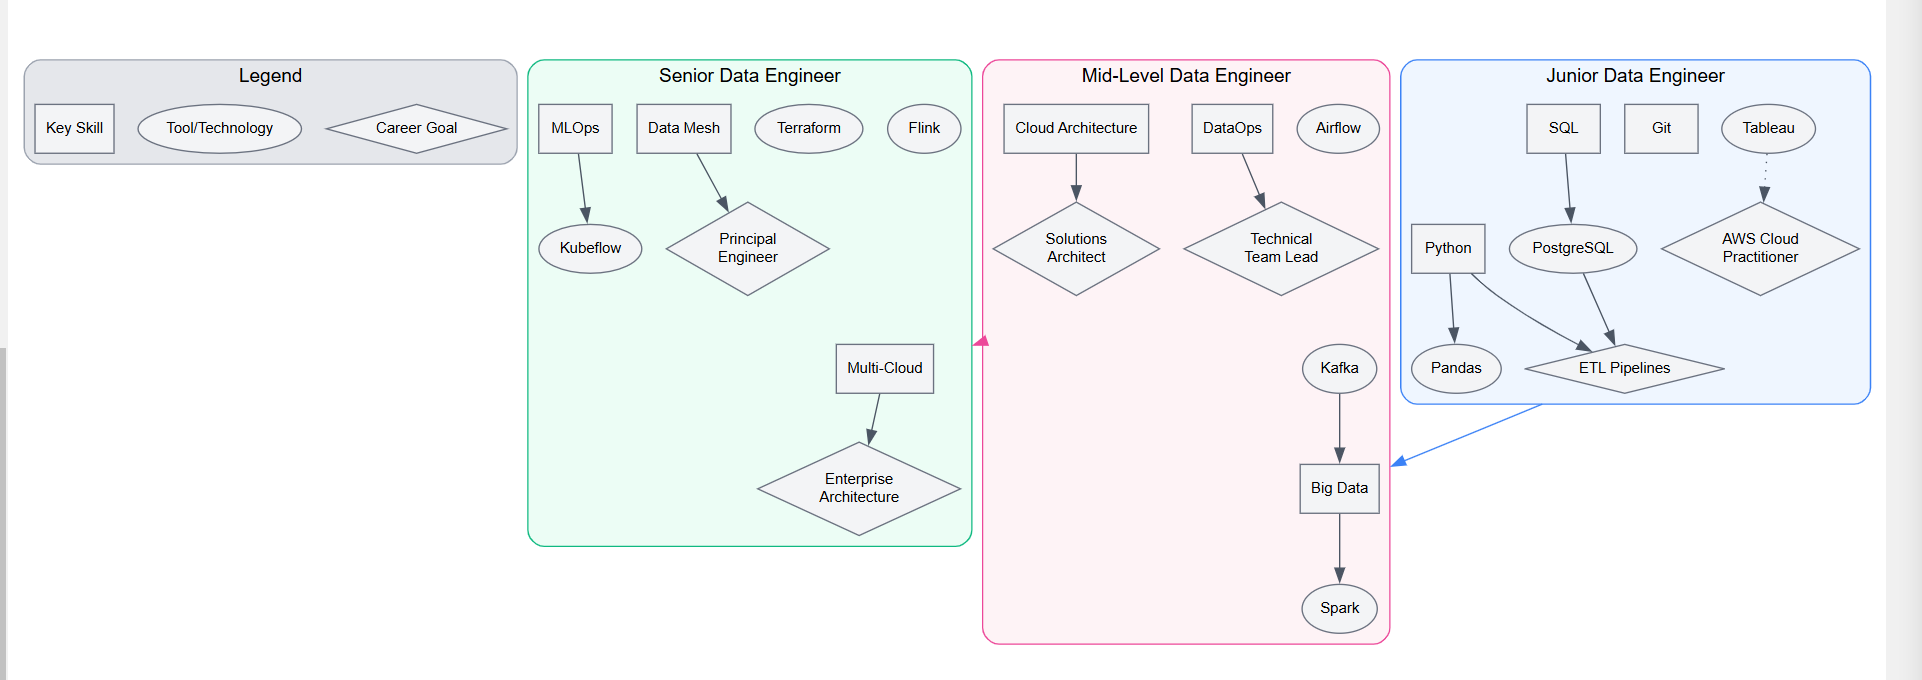 Legend
Key Skill
Tool/Technology
Career Goal
Senior Data Engineer
MLOps
Data Mesh
Terraform
Flink
Kubeflow
Principal
Engineer
Multi-Cloud
Enterprise
Architecture
Mid-Level Data Engineer
Cloud Architecture
DataOps
Airflow
Solutions
Architect
Technical
Team Lead
Kafka
Big Data
Spark
Junior Data Engineer
SQL
Git
Tableau
Python
PostgreSQL
AWS Cloud
Practitioner
Pandas
ETL Pipelines